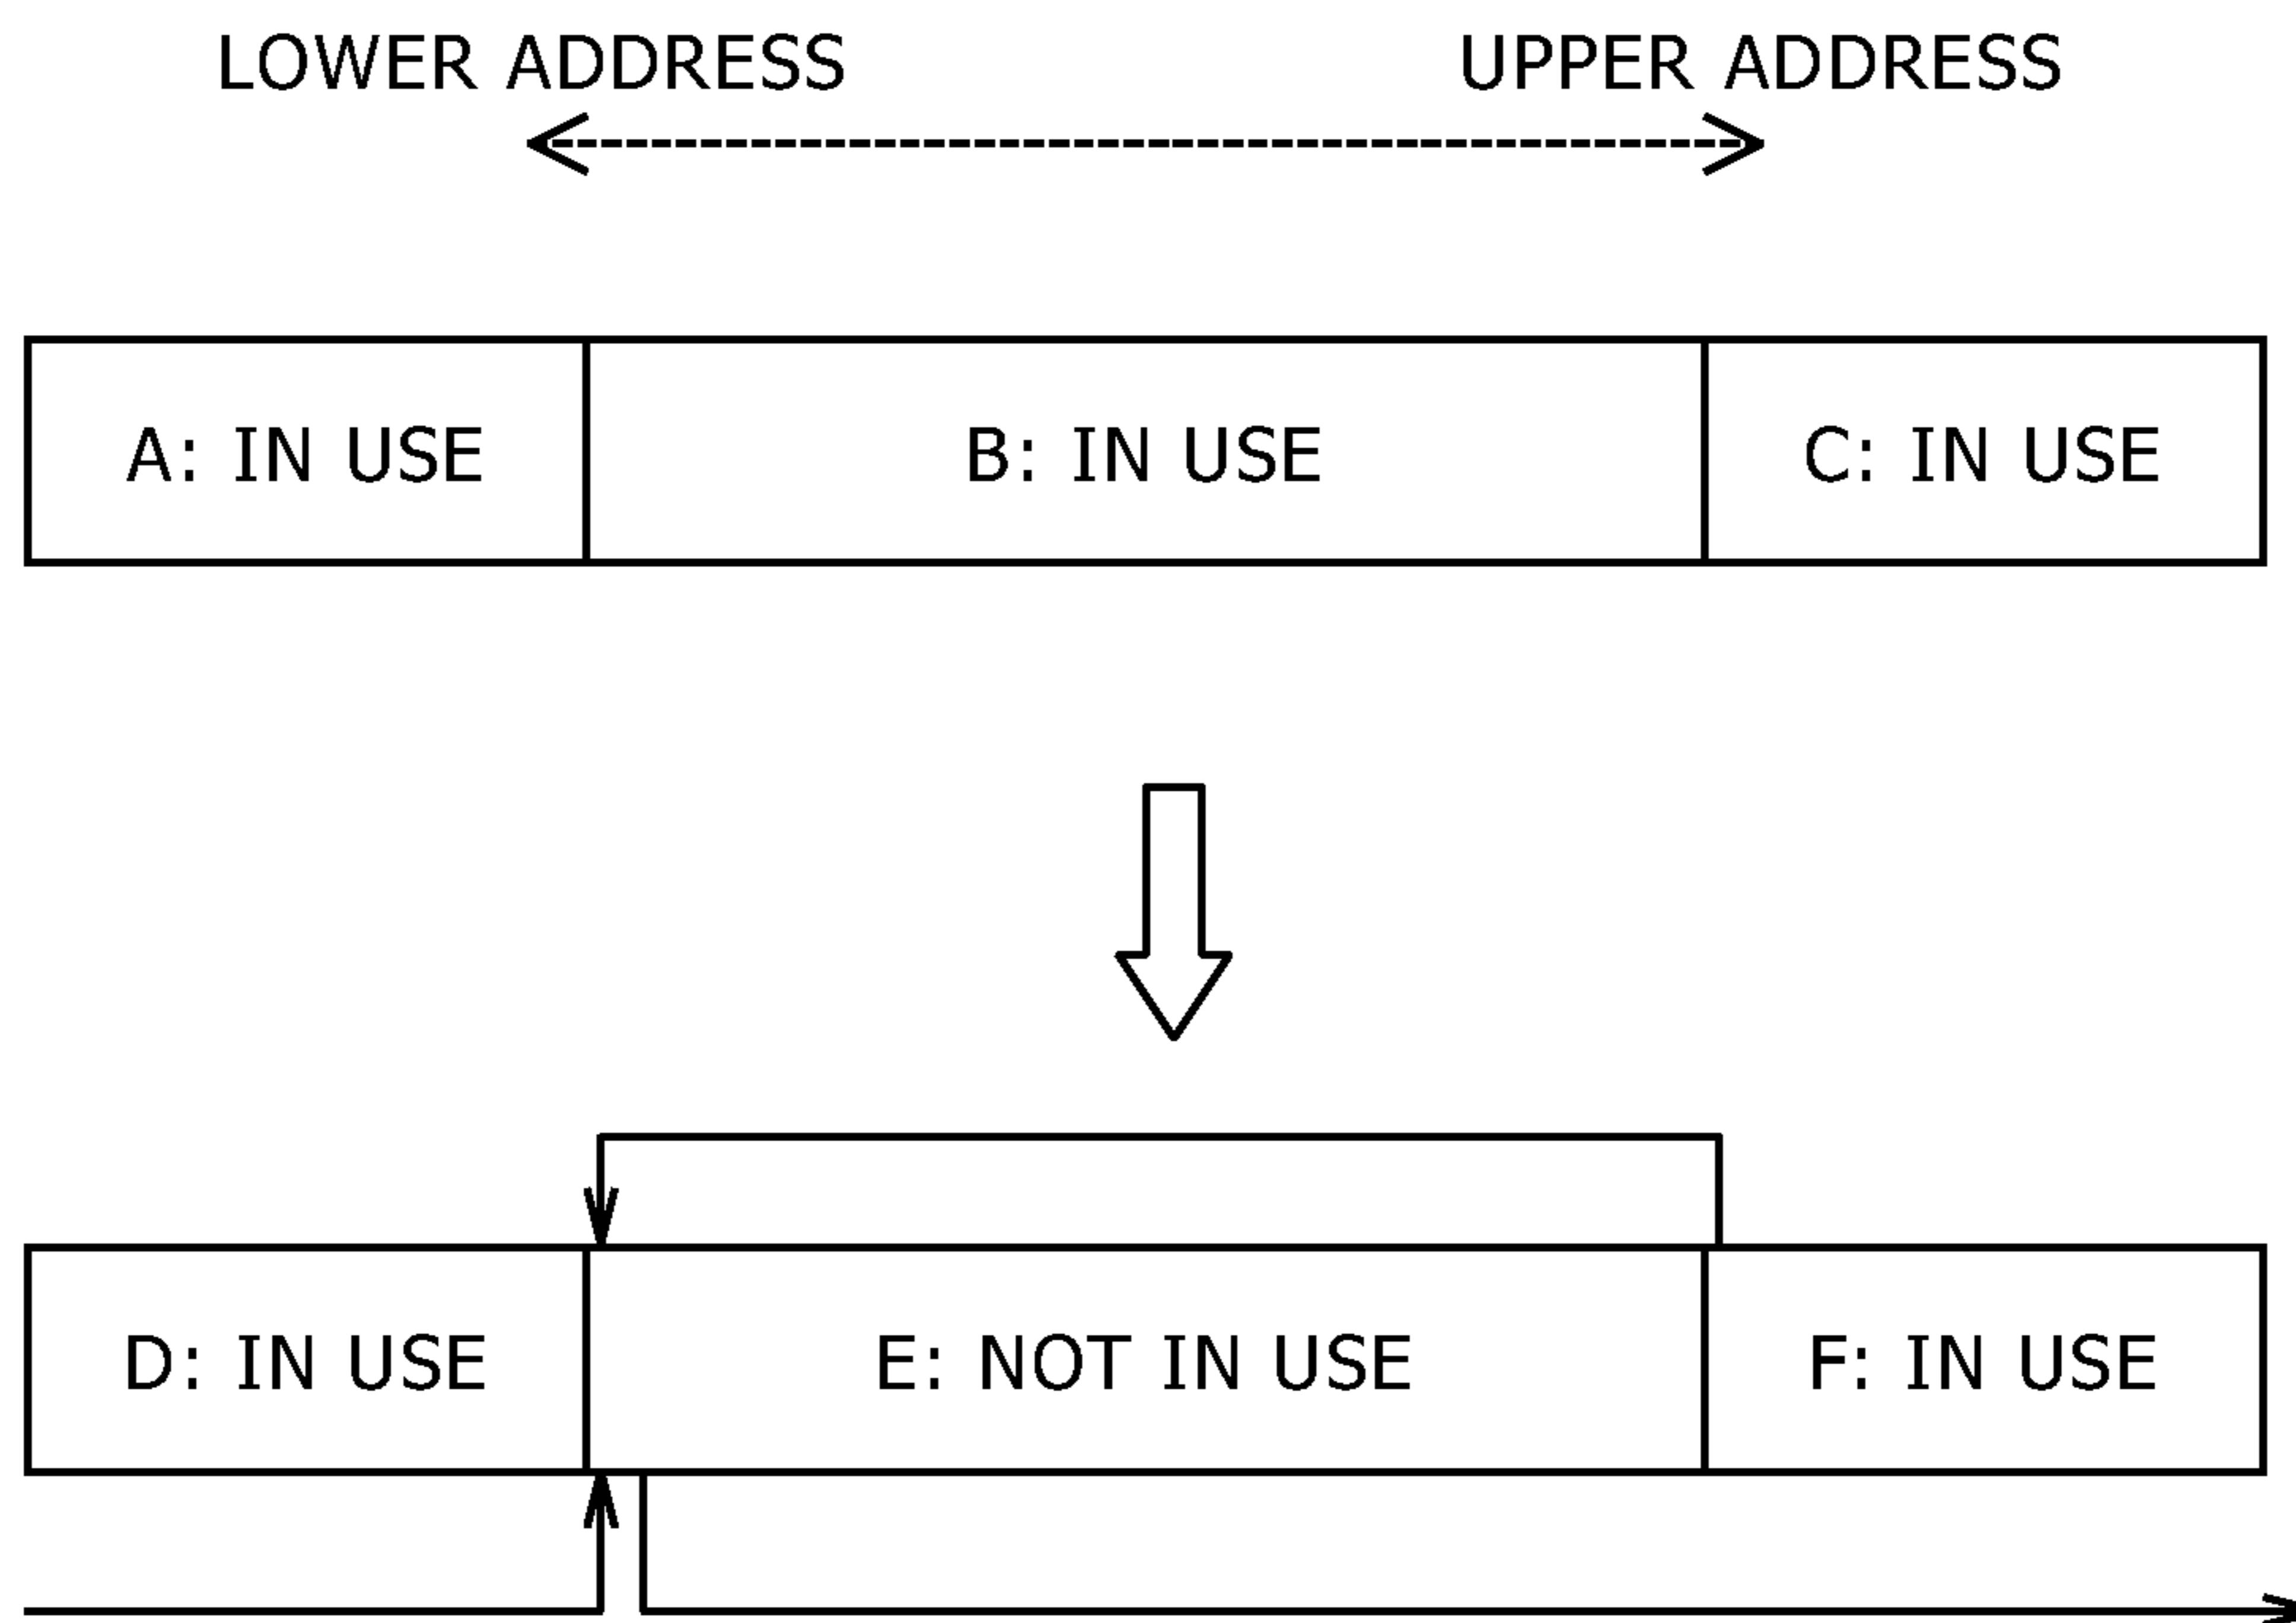 LOWER ADDRESS UPPER ADDRESS
A: IN USE B: IN USE C: IN USE
D: IN USE E: NOT IN USE F: IN USE